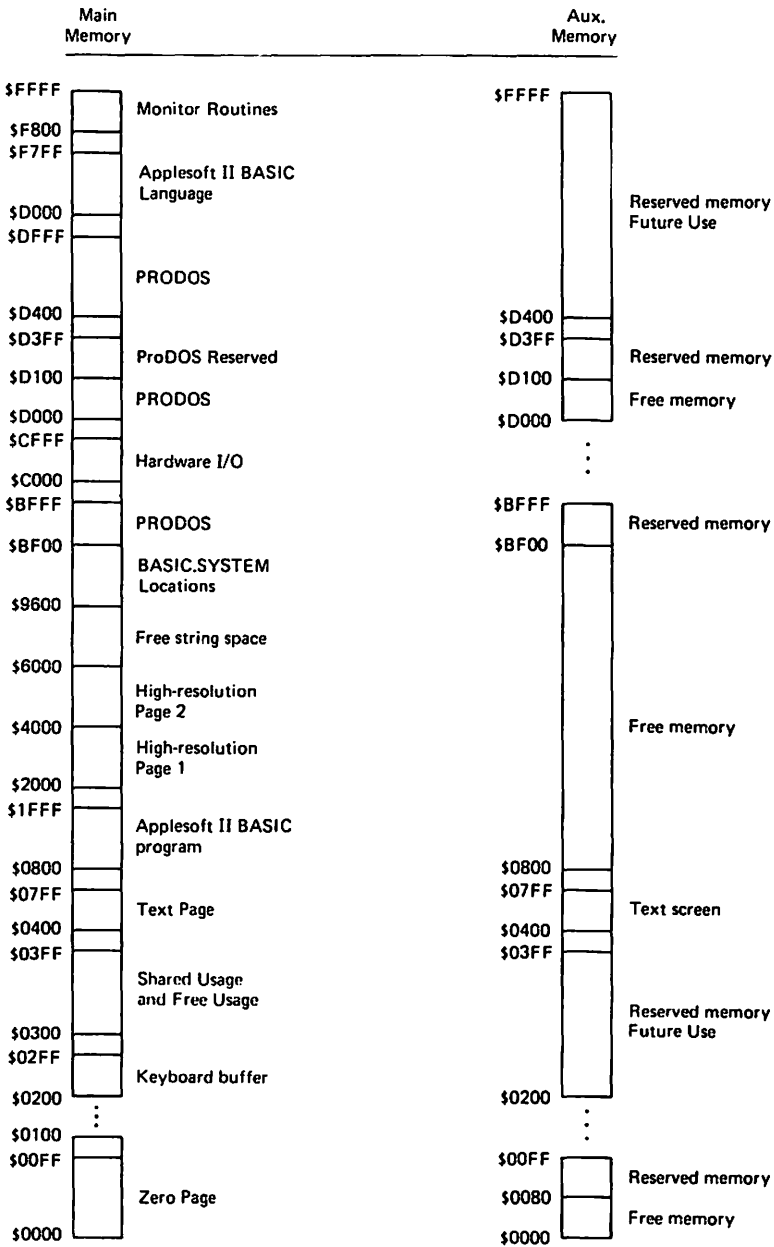 Main
Memory
$FFFF
Monitor Routines
$F800
$F7FF
Applesoft II BASIC
Language
$D000
$DFFF
PRODOS
$D400
$D3FF
ProDOS Reserved
$D100
PRODOS
$D000
$CFFF
Hardware I/O
$C000
$BFFF
PRODOS
$BF00
BASIC.SYSTEM
Locations
$9600
Free string space
$6000
High-resolution
Page 2
$4000
High-resolution
Page 1
$2000
$1FFF
Applesoft II BASIC
program
$0800
$07FF
Text Page
$0400
$03FF
Shared Usage
and Free Usage
$0300
$02FF
Keyboard buffer
$0200
$0100
$00FF
Zero Page
$0000
Aux.
Memory
$FFFF
Reserved memory
Future Use
$D400
$D3FF
Reserved memory
$D100
Free memory
$D000
$BFFF
Reserved memory
$BF00
Free memory
$0800
$07FF
Text screen
$0400
$03FF
Reserved memory
Future Use
$0200
$00FF
Reserved memory
$0080
Free memory
$0000